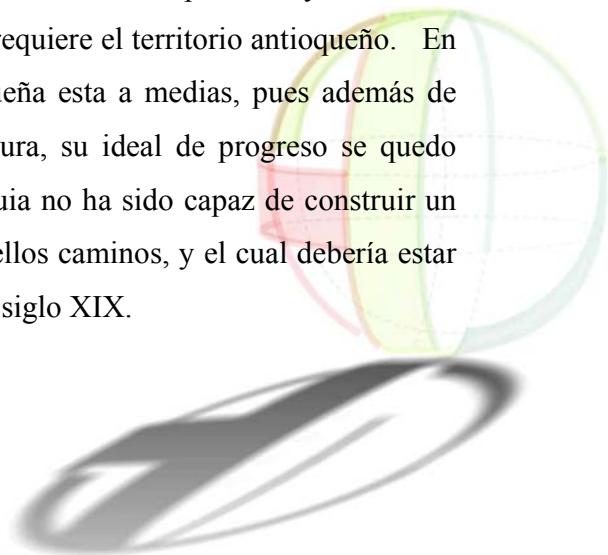 requiere el territorio antioqueño. En
ueña esta a medias, pues además de
ura, su ideal de progreso se quedo
uia no ha sido capaz de construir un
ellos caminos, y el cual debería estar
siglo XIX.